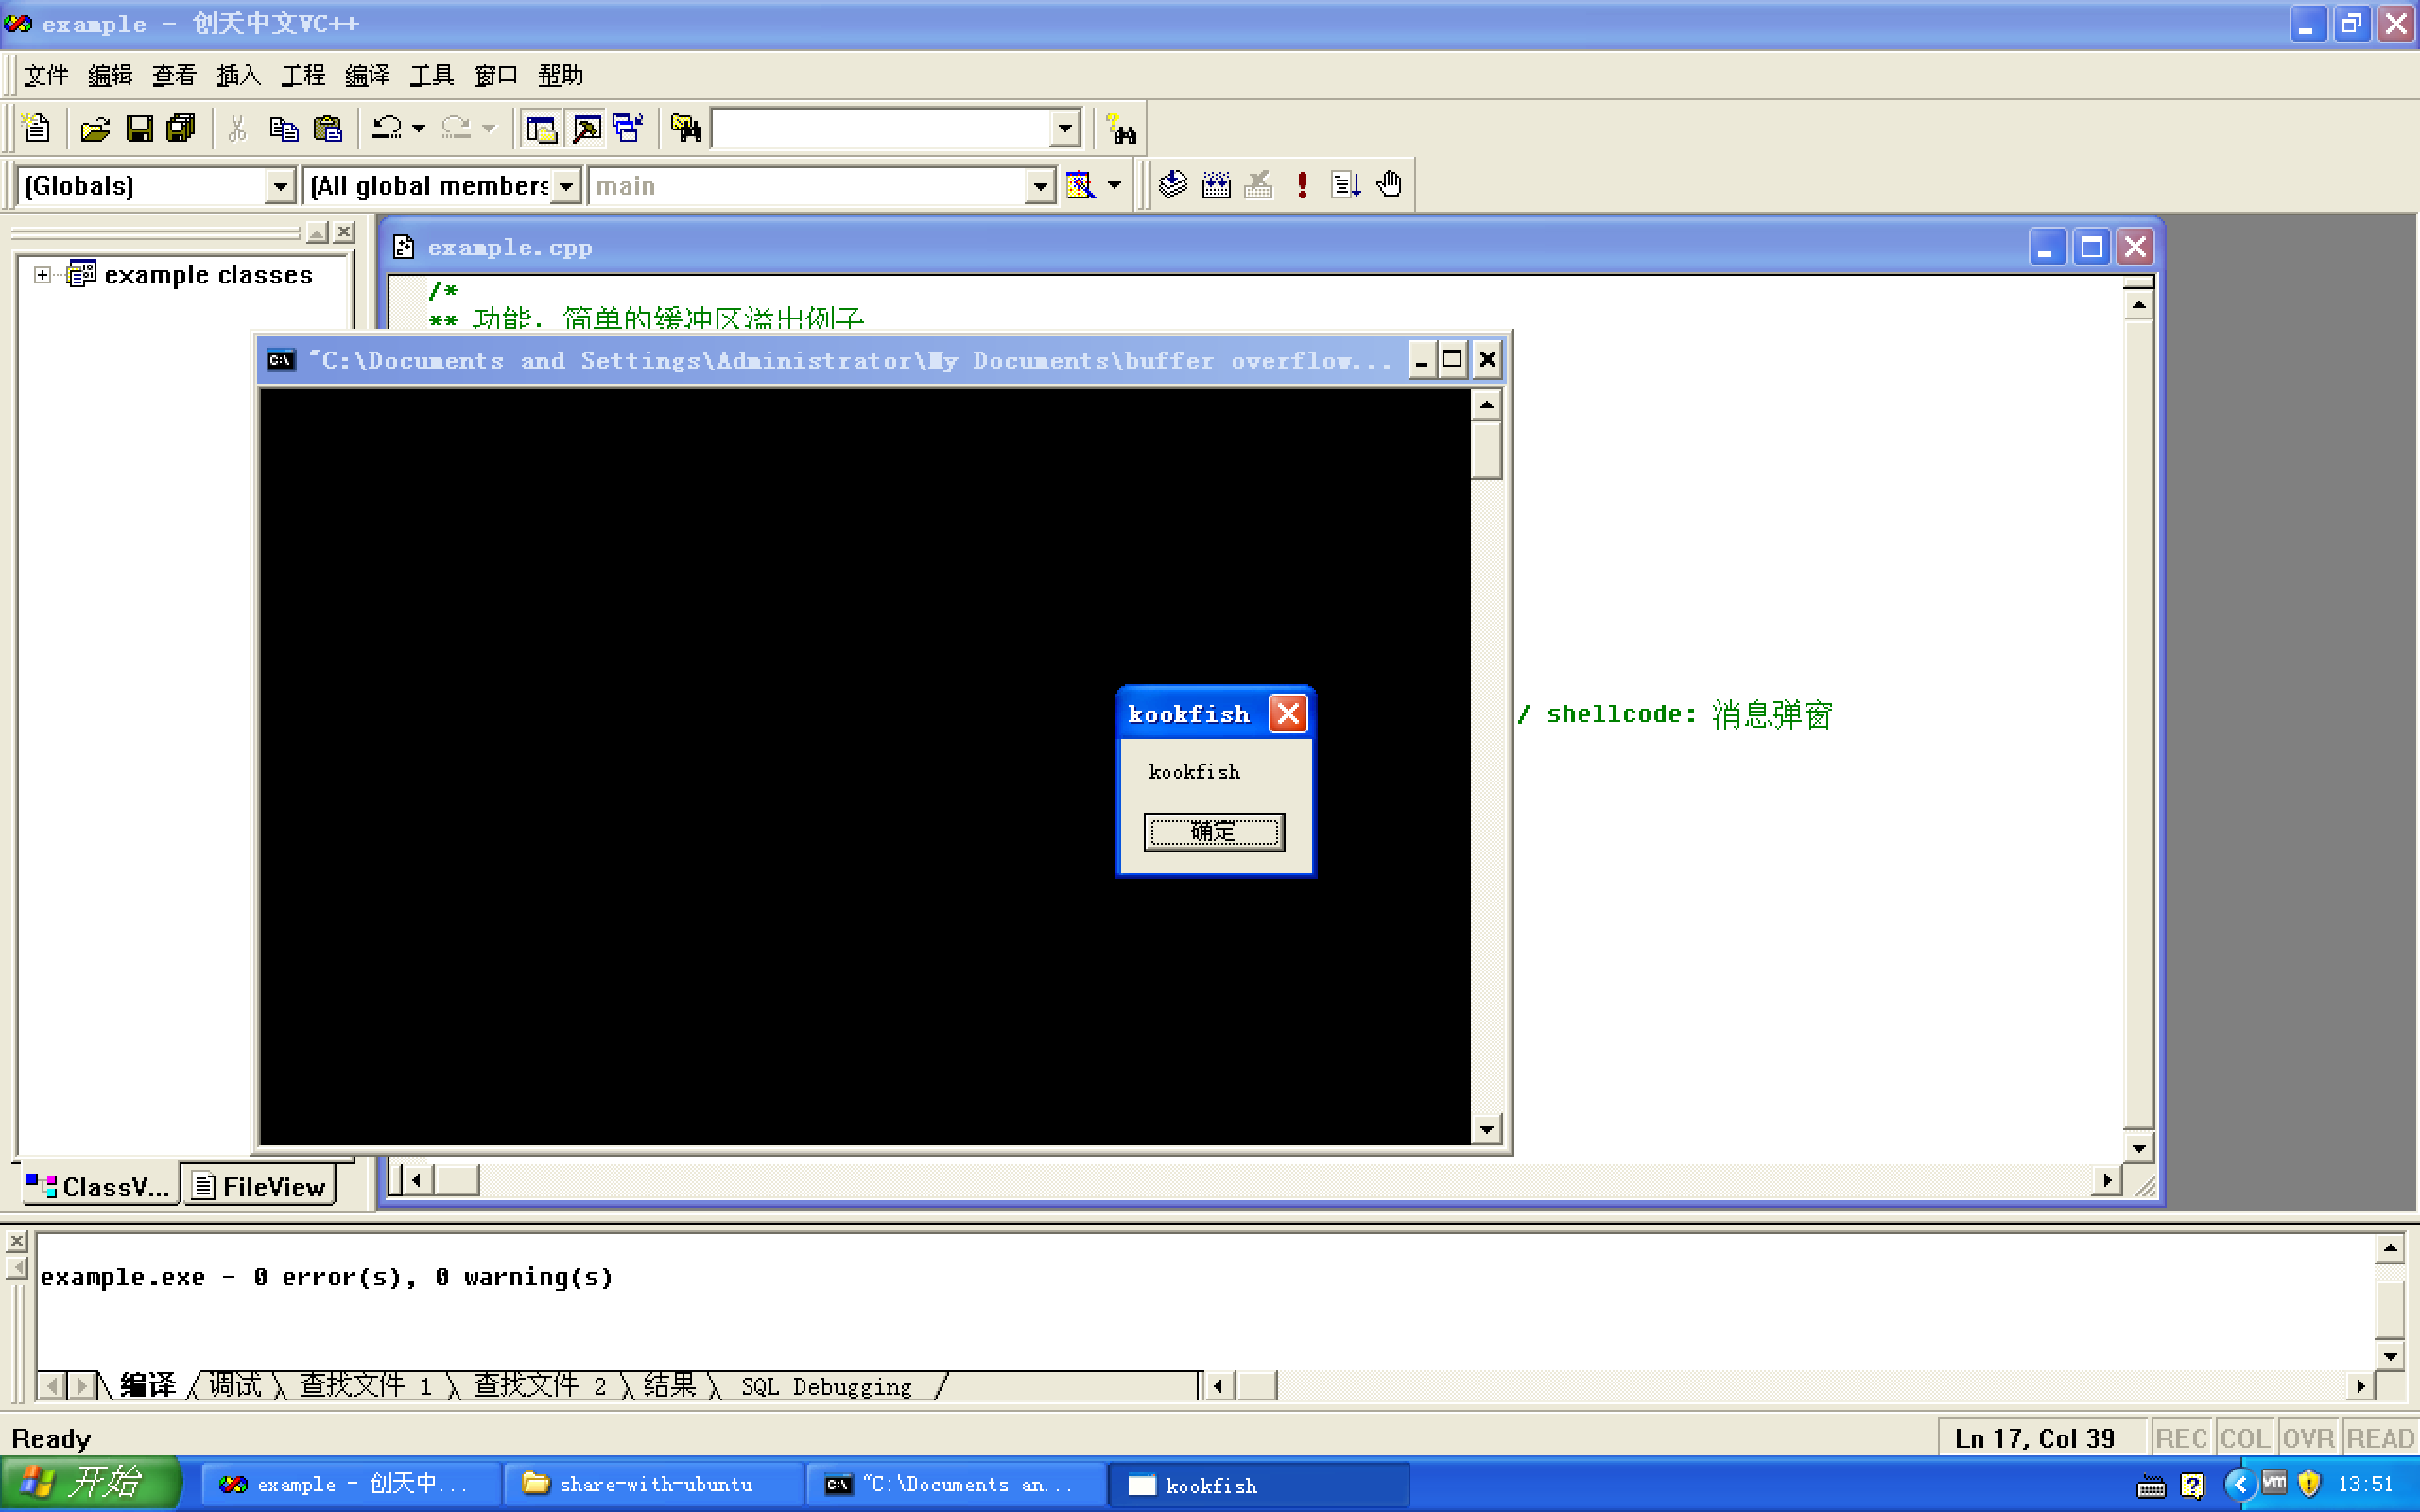 example - 创天中文VC++
文件 编辑 查看 插入 工程 编译 工具 窗口 帮助
(Globals) (All global members main
example classes
example.cpp
/*
** 功能. 简单的缓冲区溢出例子
"C:\Documents and Settings\Administrator\My Documents\buffer overflow...
kookfish
/ shellcode: 消息弹窗
kookfish
确定
ClassV... FileView
example.exe - 0 error(s), 0 warning(s)
编译 调试 查找文件 1 查找文件 2 结果 SQL Debugging
Ready Ln 17, Col 39 REC COL OVR READ
开始 example - 创天中... share-with-ubuntu "C:\Documents an... kookfish 13:51